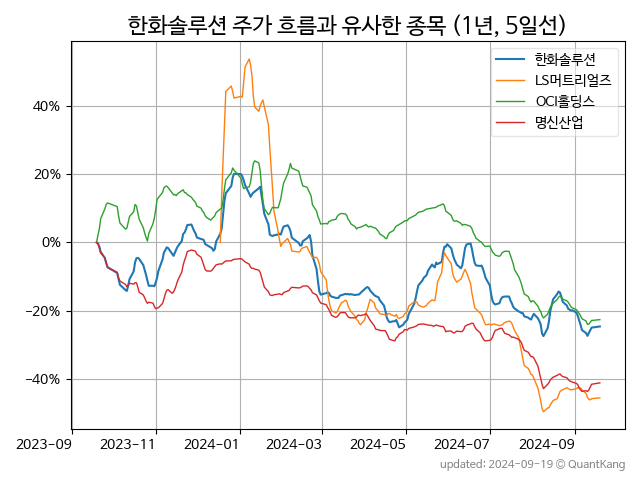 한화솔루션 주가 흐름과 유사한 종목 (1년, 5일선)
한화솔루션
LS머트리얼즈
OCI홀딩스
명신산업
40%
20%
0%
−20%
−40%
2023-09 2023-11 2024-01 2024-03 2024-05 2024-07 2024-09
updated: 2024-09-19 © QuantKang